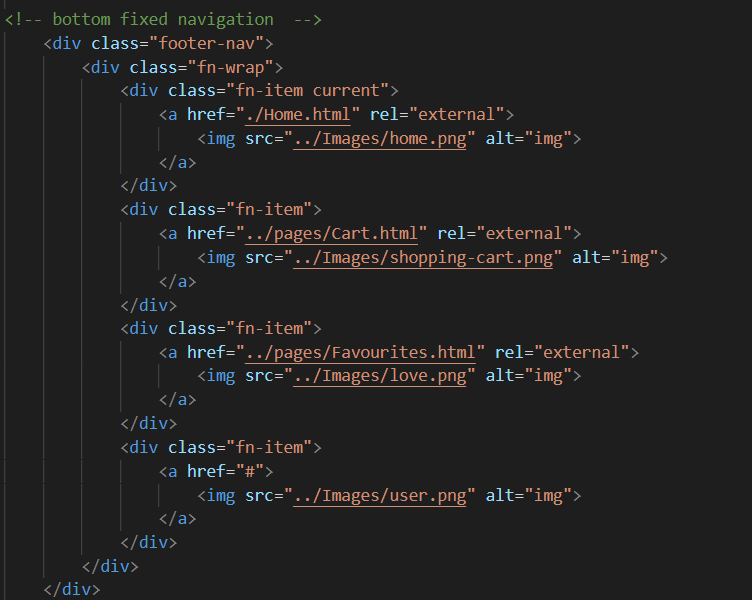 <!-- bottom fixed navigation  -->
<div class="footer-nav">
<div class="fn-wrap">
<div class="fn-item current">
<a href="./Home.html" rel="external">
<img src="../Images/home.png" alt="img">
</a>
</div>
<div class="fn-item">
<a href="../pages/Cart.html" rel="external">
<img src="../Images/shopping-cart.png" alt="img">
</a>
</div>
<div class="fn-item">
<a href="../pages/Favourites.html" rel="external">
<img src="../Images/love.png" alt="img">
</a>
</div>
<div class="fn-item">
<a href="#">
<img src="../Images/user.png" alt="img">
</a>
</div>
</div>
</div>